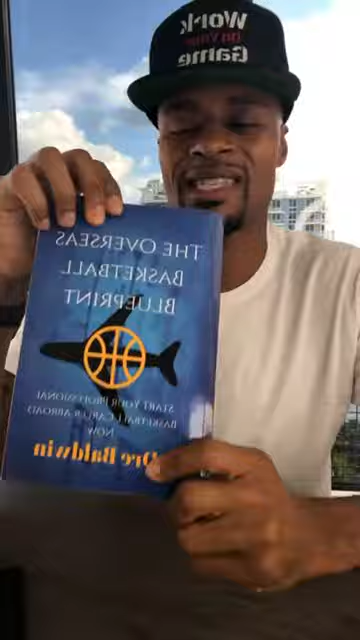 Work
on Your
Game
THE OVERSEAS
BASKETBALL
BLUEPRINT
START YOUR PROFESSIONAL
BASKETBALL CAREER ABROAD
NOW
Dre Baldwin